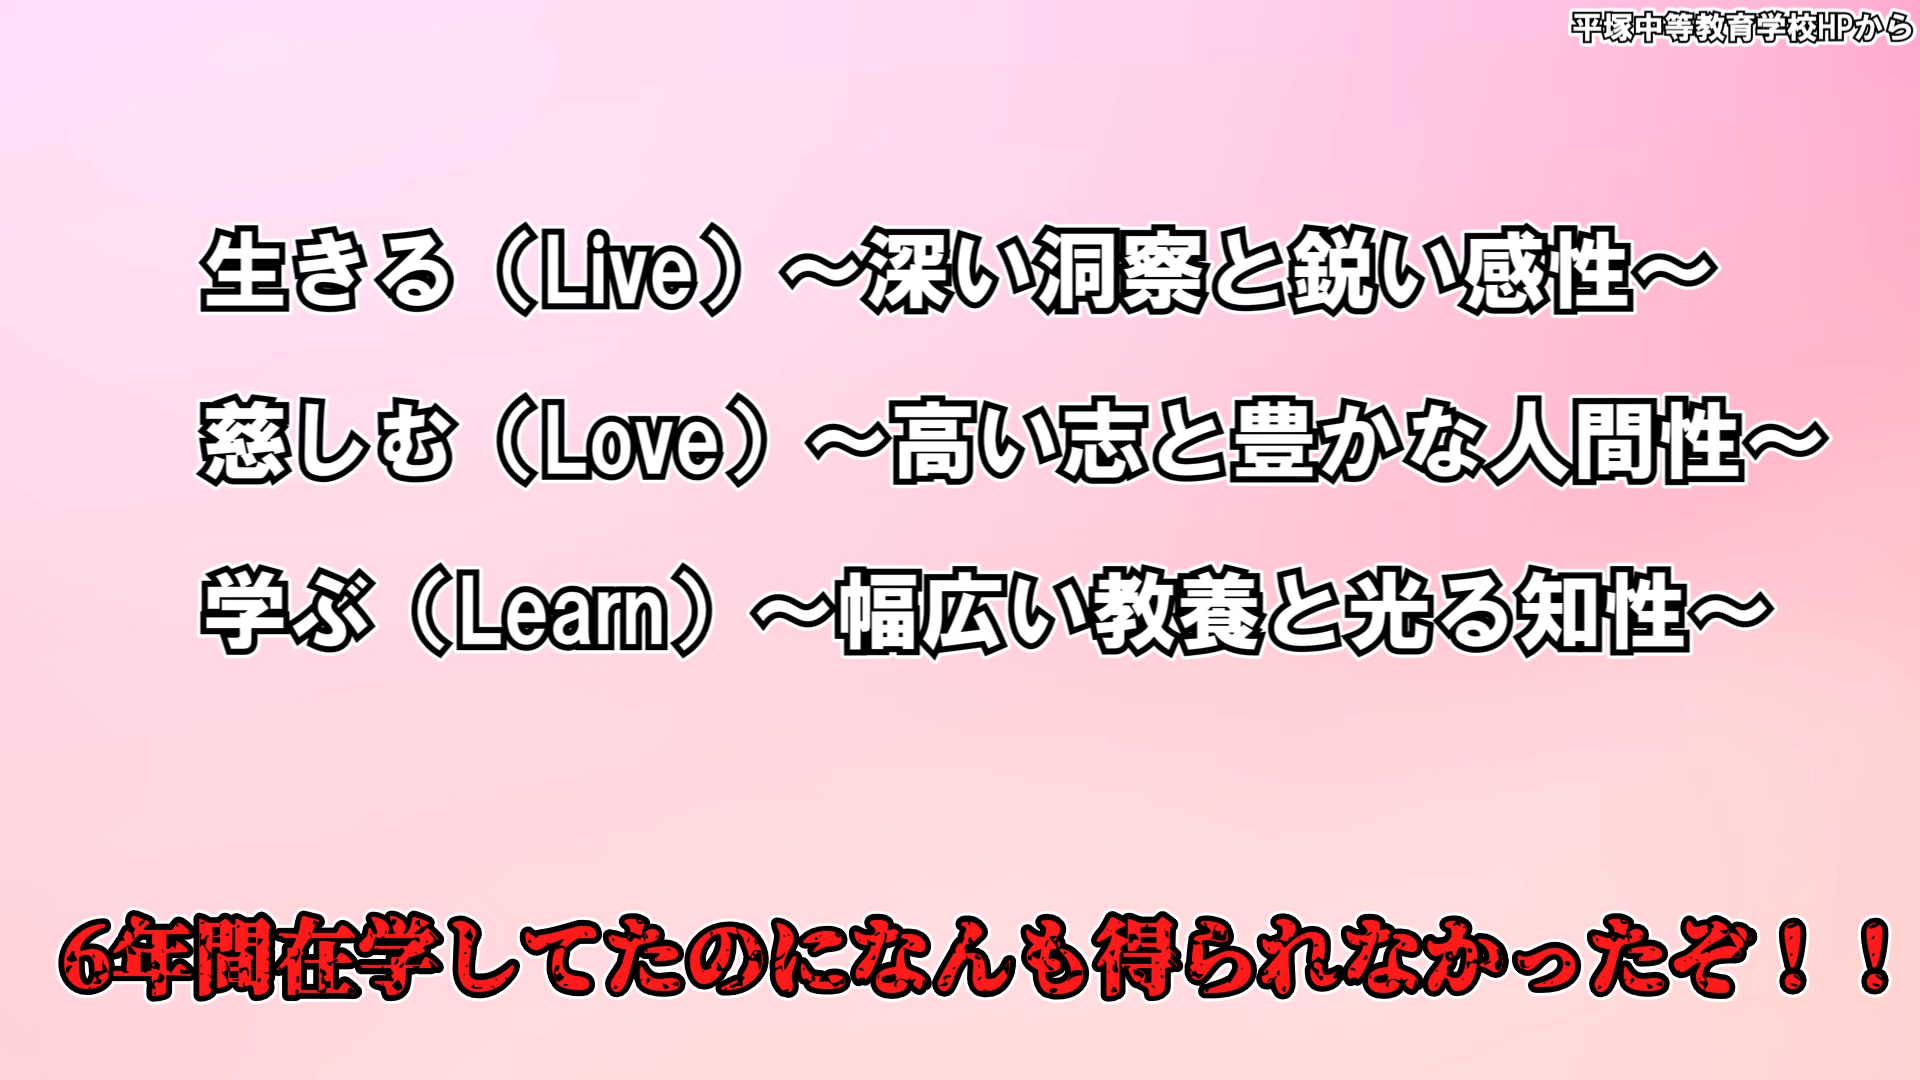 平塚中等教育学校HPから
生きる（Live）～深い洞察と鋭い感性～
慈しむ（Love）～高い志と豊かな人間性～
学ぶ（Learn）～幅広い教養と光る知性～
6年間在学してたのになんも得られなかったぞ！！